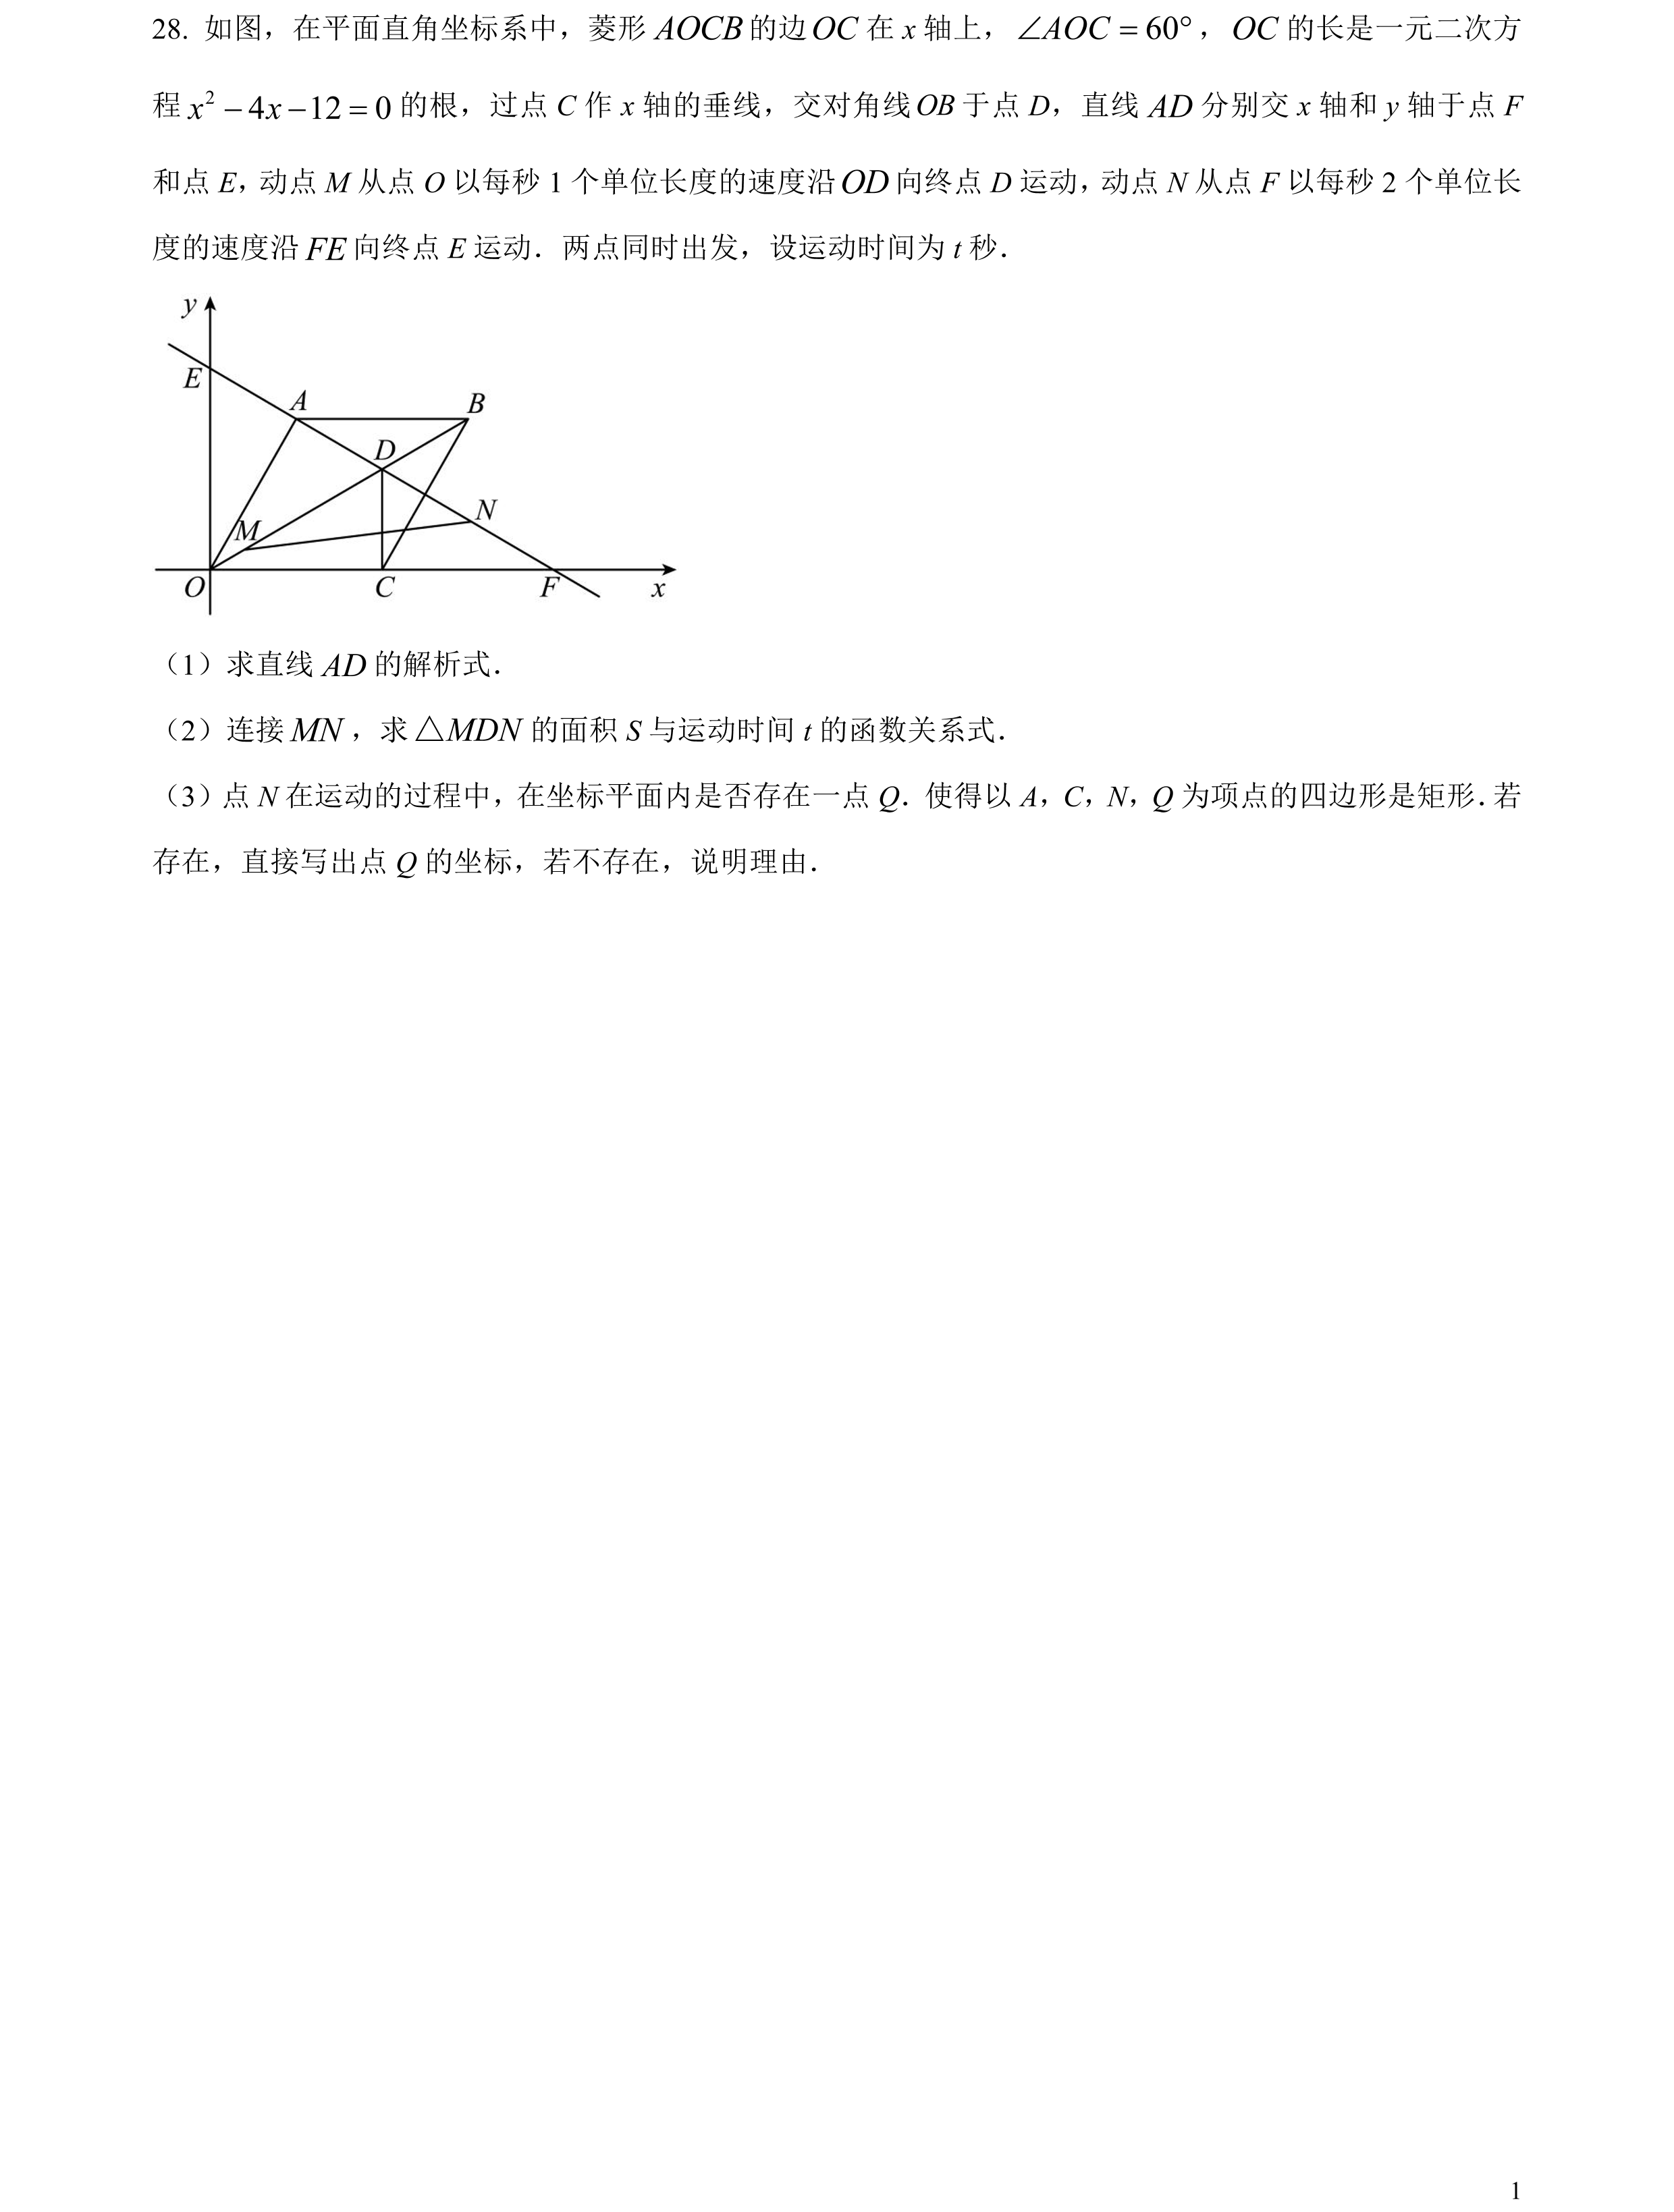 28. 如图，在平面直角坐标系中，菱形 AOCB 的边 OC 在 x 轴上，∠AOC = 60°，OC 的长是一元二次方
程 x² − 4x − 12 = 0 的根，过点 C 作 x 轴的垂线，交对角线 OB 于点 D，直线 AD 分别交 x 轴和 y 轴于点 F
和点 E，动点 M 从点 O 以每秒 1 个单位长度的速度沿 OD 向终点 D 运动，动点 N 从点 F 以每秒 2 个单位长
度的速度沿 FE 向终点 E 运动．两点同时出发，设运动时间为 t 秒．
y
E
A
B
D
N
M
O
C
F
x
（1）求直线 AD 的解析式．
（2）连接 MN，求 △MDN 的面积 S 与运动时间 t 的函数关系式．
（3）点 N 在运动的过程中，在坐标平面内是否存在一点 Q．使得以 A，C，N，Q 为项点的四边形是矩形．若
存在，直接写出点 Q 的坐标，若不存在，说明理由．
1